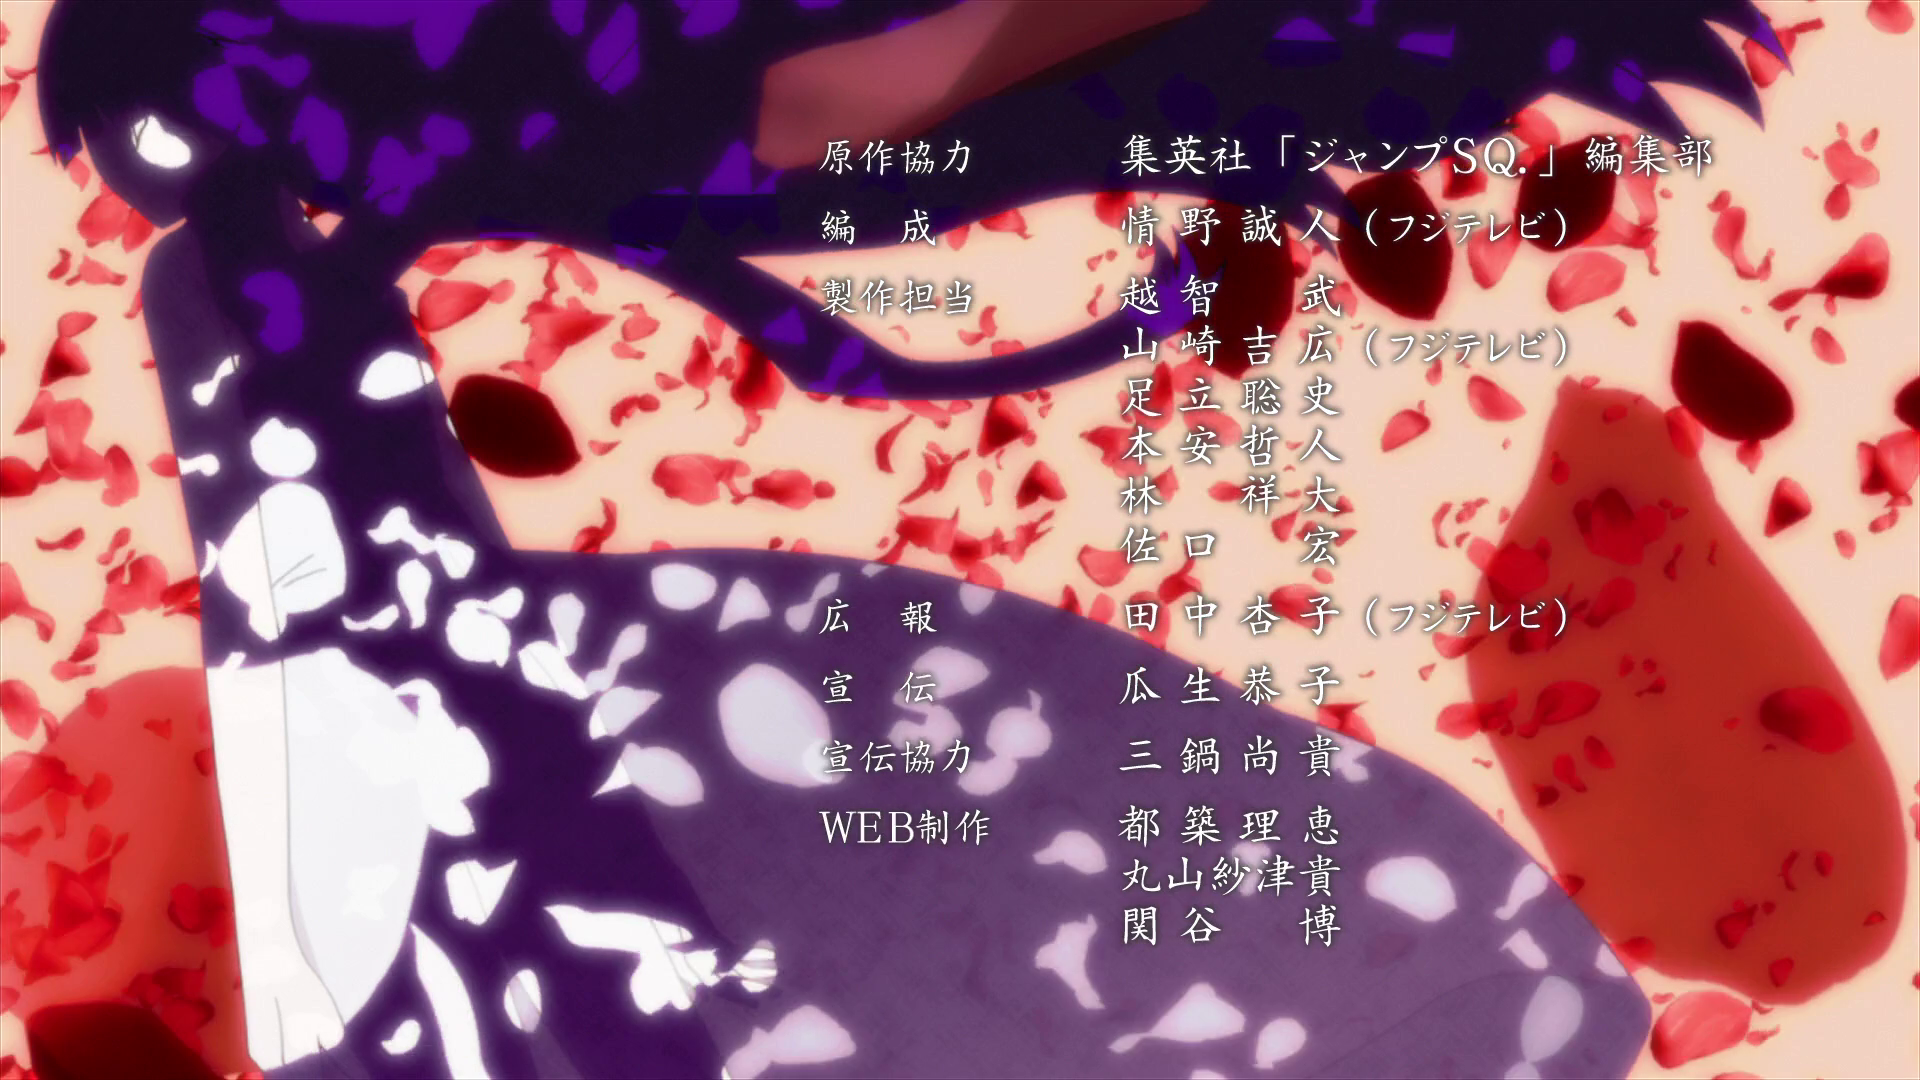 原作協力 集英社「ジャンプSQ.」編集部
編成 情野誠人(フジテレビ)
製作担当 越智武
山崎吉広(フジテレビ)
足立聡史
本安哲人
林祥大
佐口宏
広報 田中杏子(フジテレビ)
宣伝 瓜生恭子
宣伝協力 三鍋尚貴
WEB制作 都築理恵
丸山紗津貴
関谷博